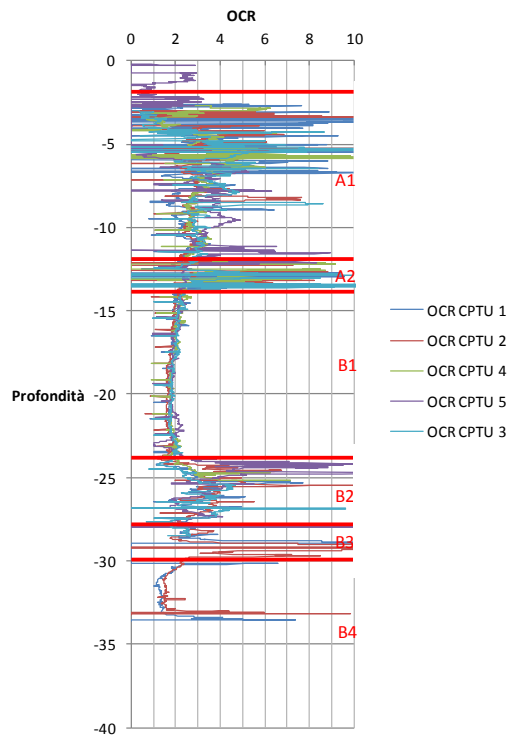 OCR
0 2 4 6 8 10
0
-5
A1
-10
A2
-15
OCR CPTU 1
OCR CPTU 2
B1
OCR CPTU 4
-20
Profondità
OCR CPTU 5
OCR CPTU 3
-25
B2
B3
-30
B4
-35
-40